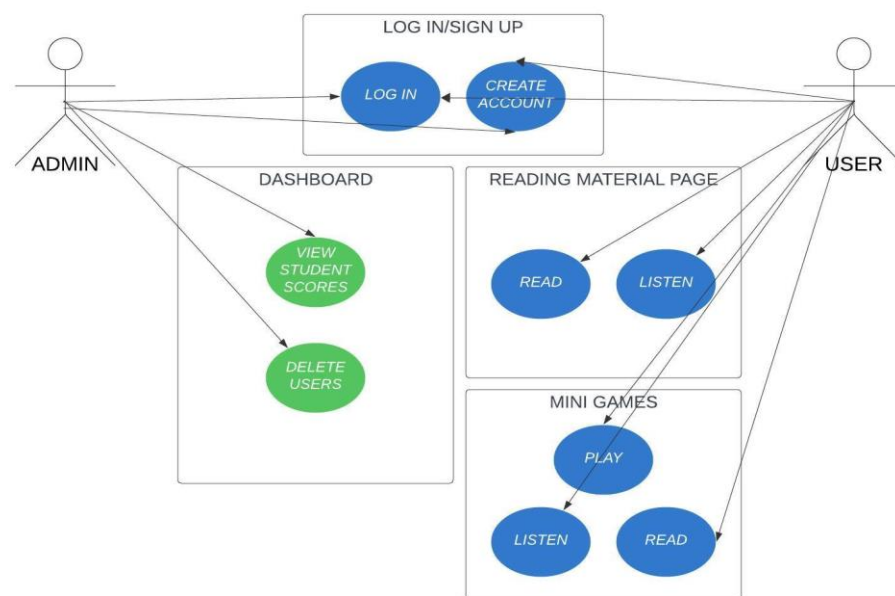 LOG IN/SIGN UP
LOG IN
CREATE
ACCOUNT
ADMIN
USER
DASHBOARD
VIEW
STUDENT
SCORES
DELETE
USERS
READING MATERIAL PAGE
READ
LISTEN
MINI GAMES
PLAY
LISTEN
READ